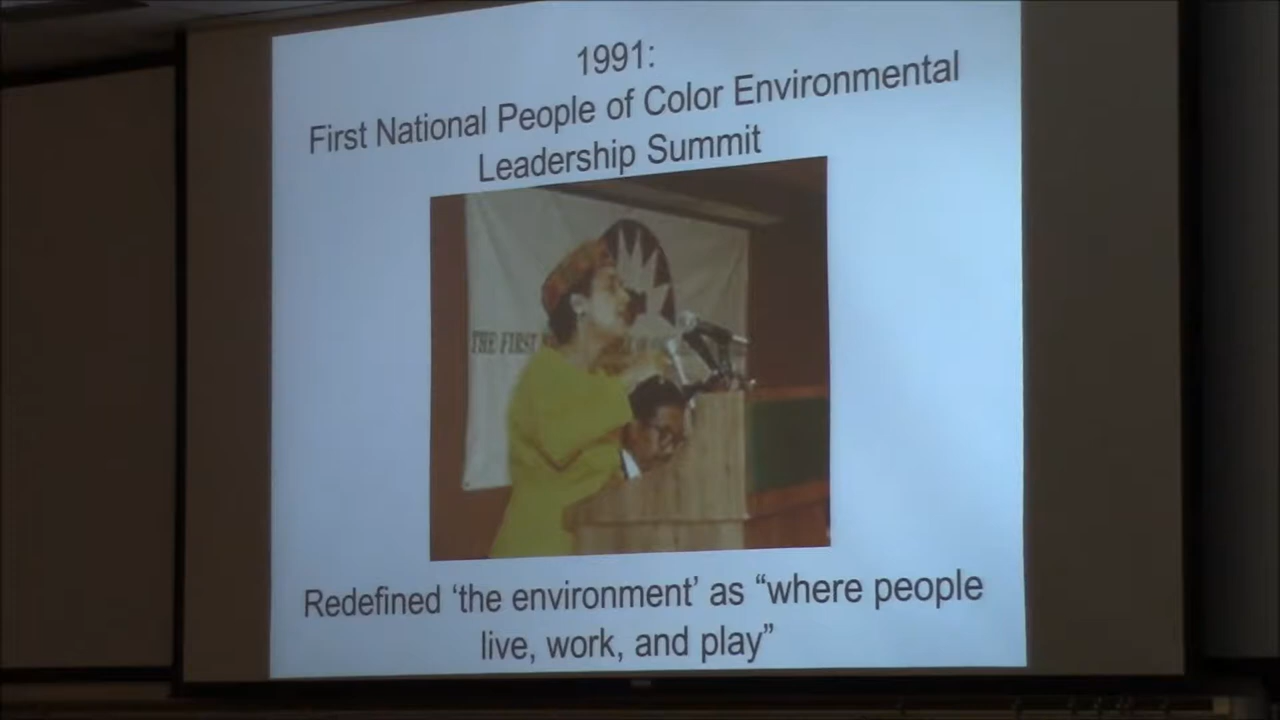 1991:
First National People of Color Environmental
Leadership Summit
THE FIRST
Redefined ‘the environment’ as “where people
live, work, and play”